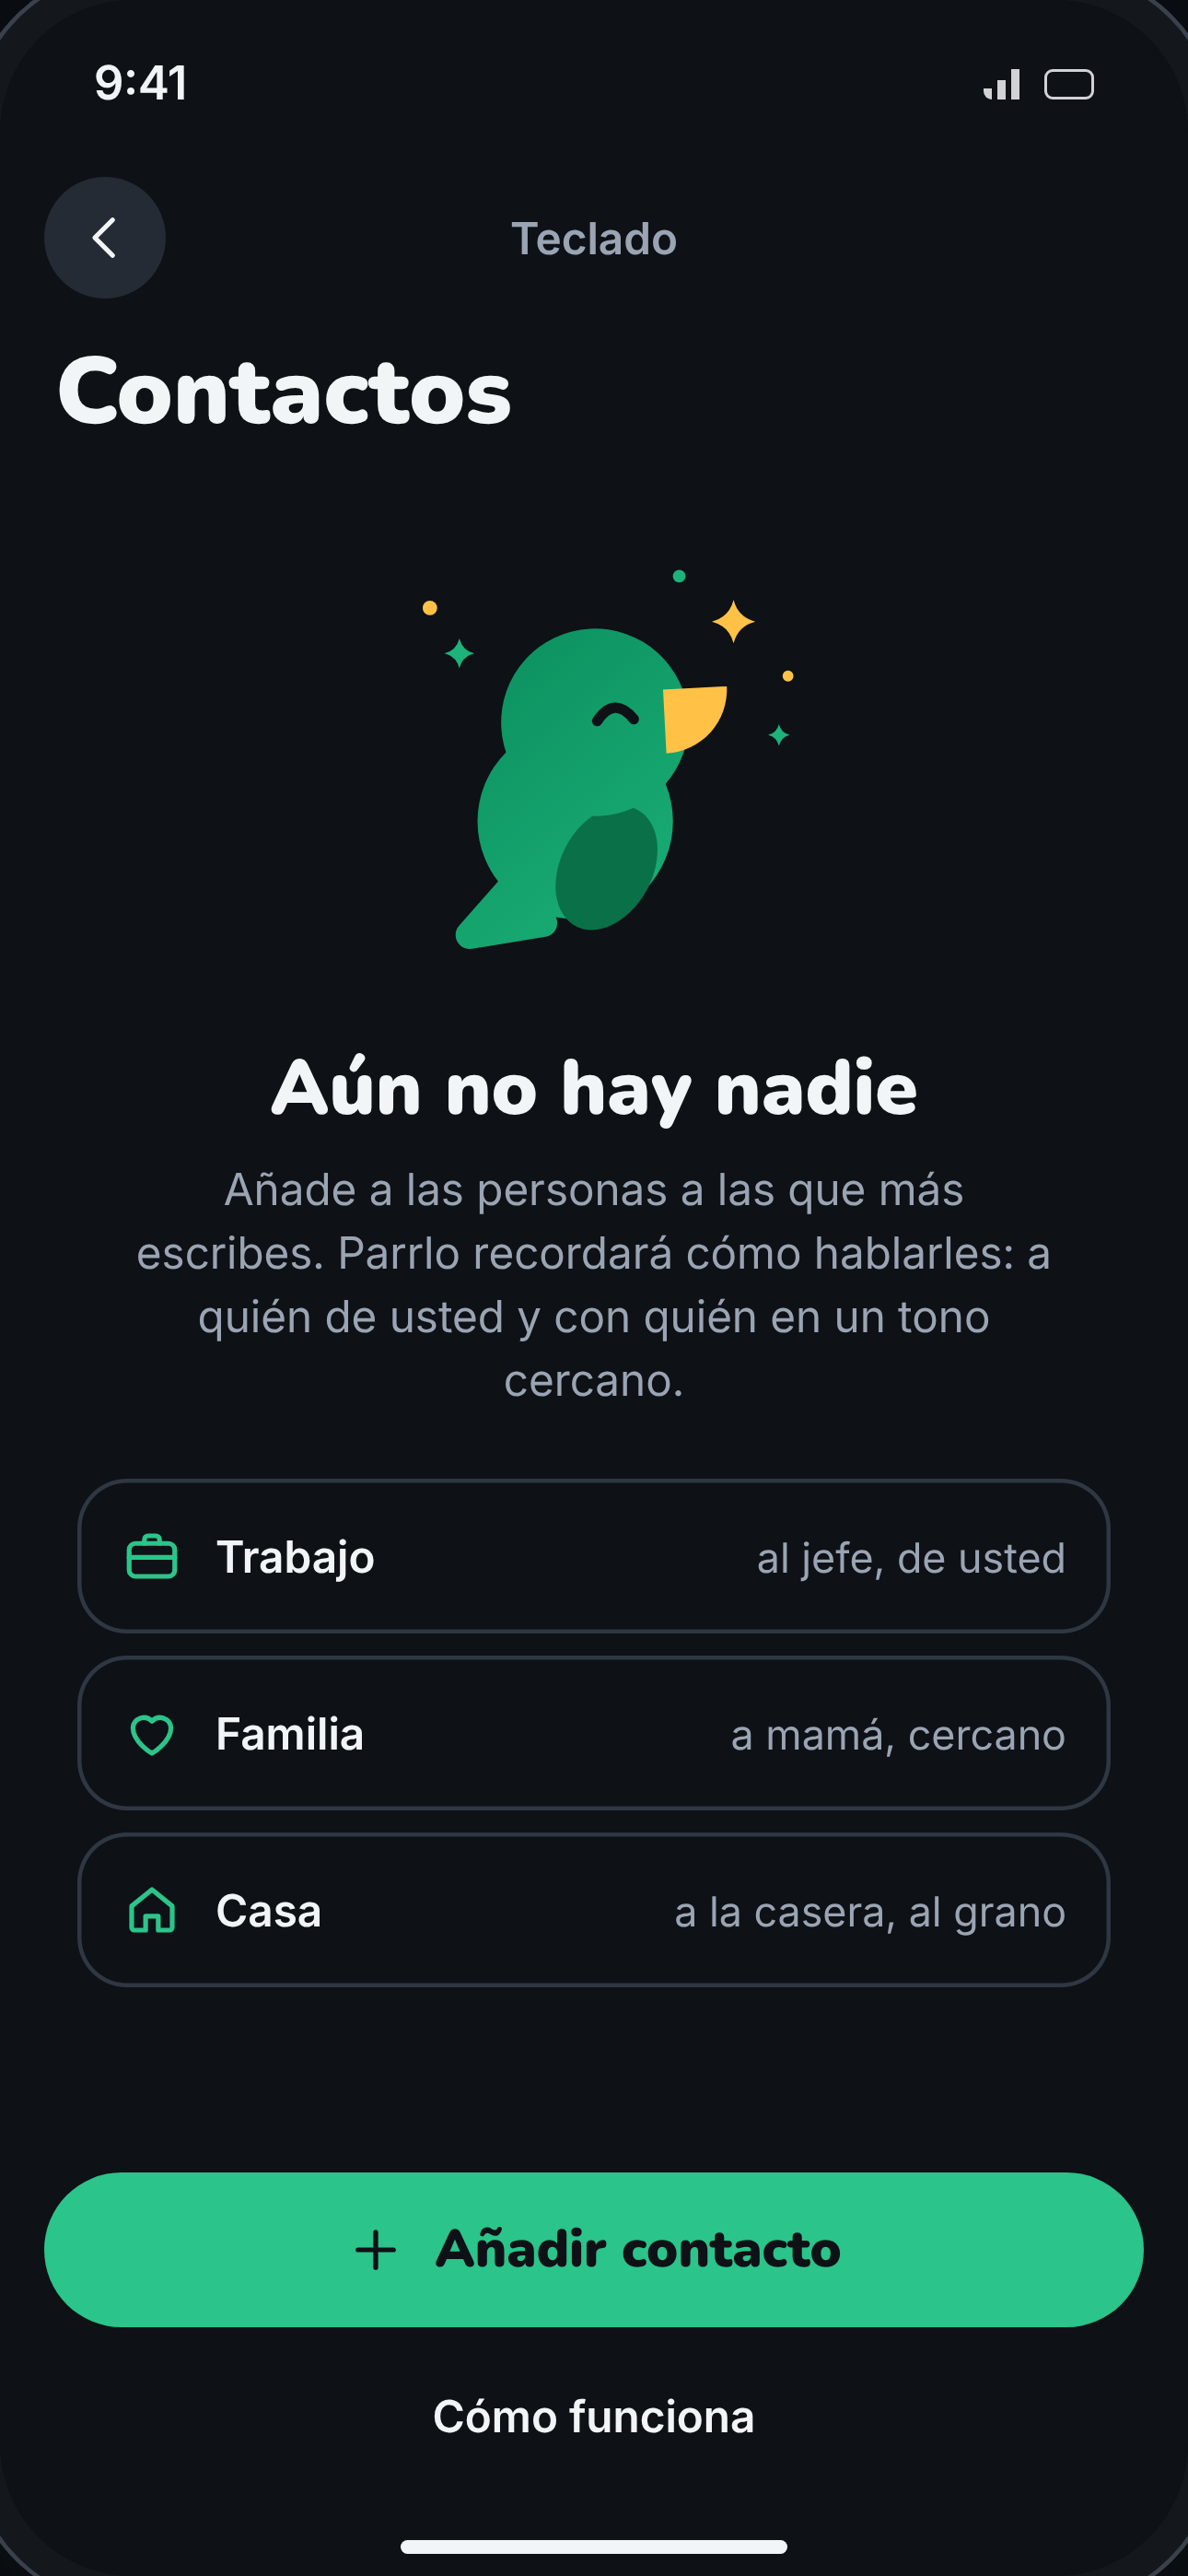 9:41
Teclado
Contactos
Aún no hay nadie
Añade a las personas a las que más
escribes. Parrlo recordará cómo hablarles: a
quién de usted y con quién en un tono
cercano.
Trabajo
al jefe, de usted
Familia
a mamá, cercano
Casa
a la casera, al grano
Añadir contacto
Cómo funciona